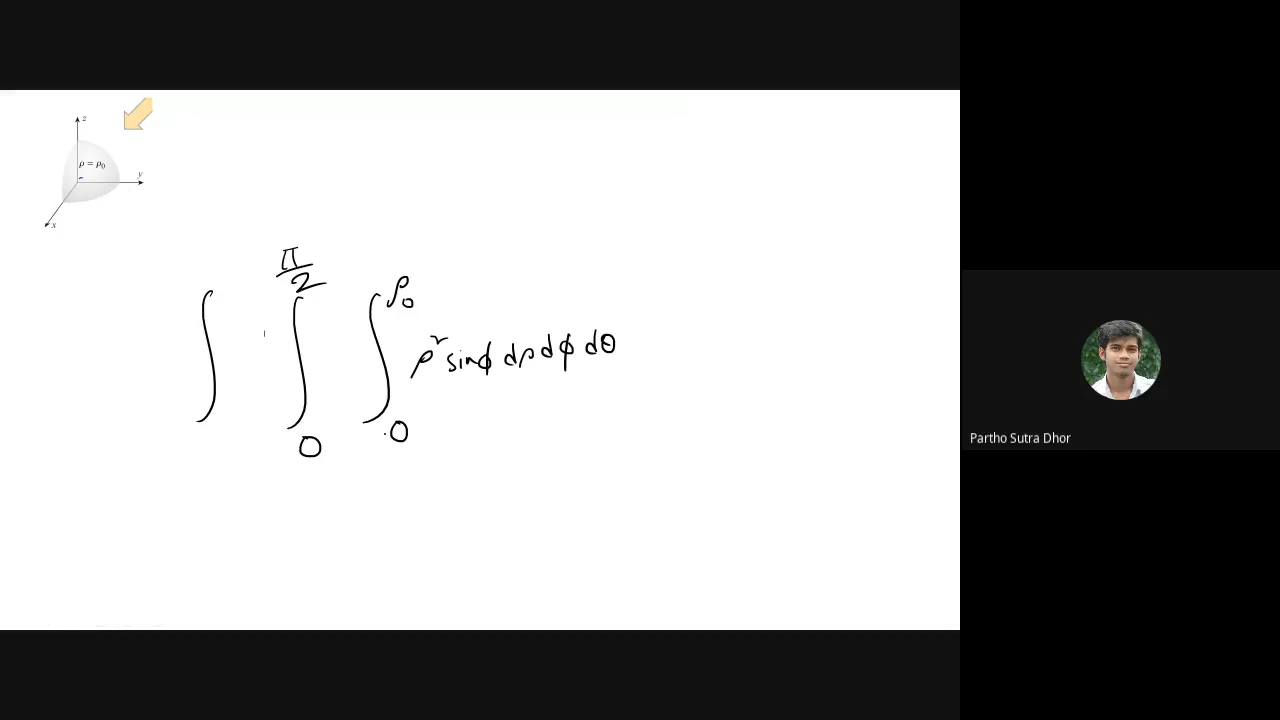 z
ρ = ρ₀
y
x
∫ ∫₀^{π/2} ∫₀^{ρ₀} ρ² sinϕ dρ dϕ dθ
Partho Sutra Dhor